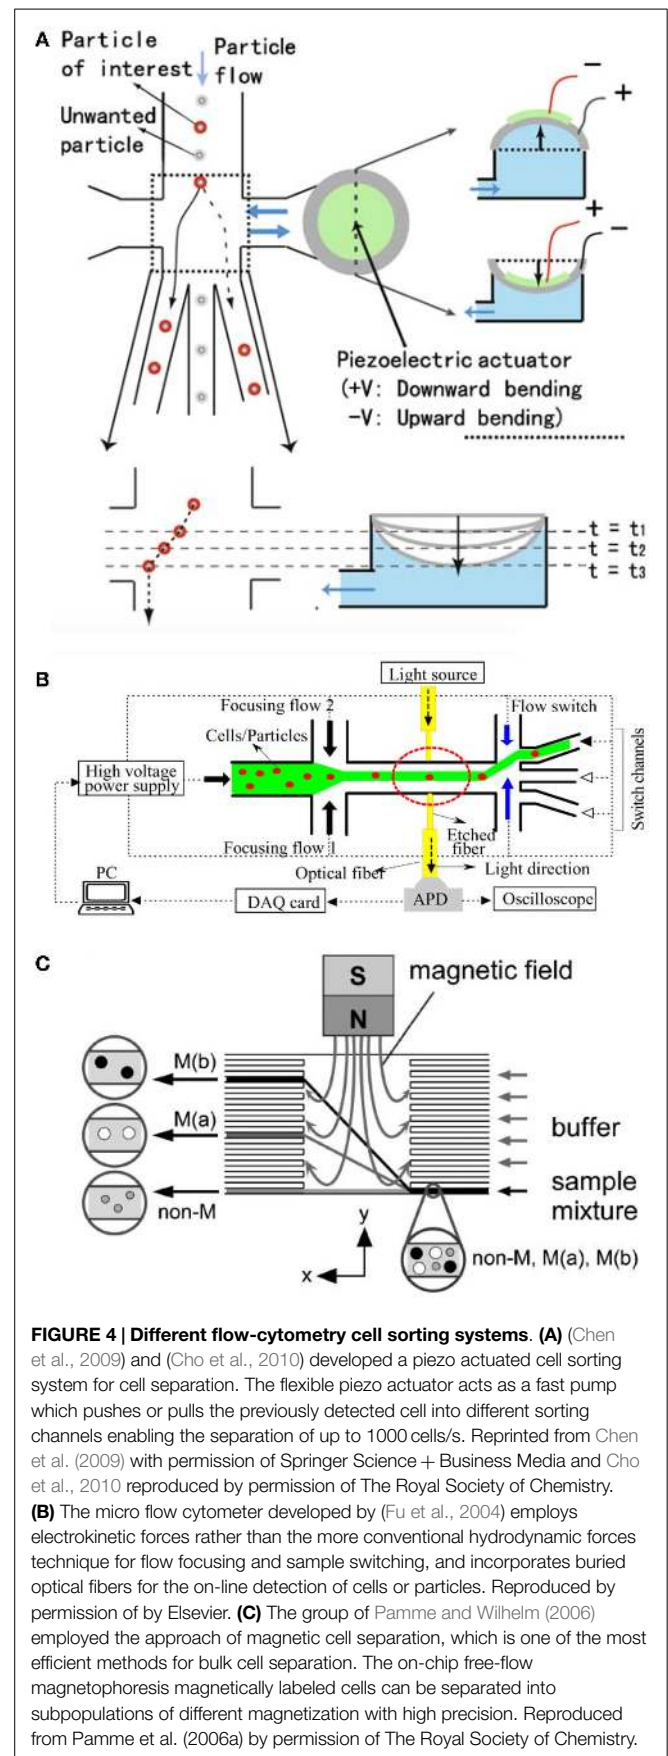 A
Particle of interest
Particle flow
Unwanted particle
−
+
+
−
Piezoelectric actuator
(+V: Downward bending
−V: Upward bending)
t = t1
t = t2
t = t3
B
Light source
Focusing flow 2
Flow switch
Cells/Particles
High voltage
power supply
Switch channels
Etched
fiber
Focusing flow 1
Optical fiber
Light direction
PC
DAQ card
APD
Oscilloscope
C
S
N
magnetic field
M(b)
M(a)
non-M
buffer
sample
mixture
y
x
non-M, M(a), M(b)
FIGURE 4 | Different flow-cytometry cell sorting systems. (A) (Chen
et al., 2009) and (Cho et al., 2010) developed a piezo actuated cell sorting
system for cell separation. The flexible piezo actuator acts as a fast pump
which pushes or pulls the previously detected cell into different sorting
channels enabling the separation of up to 1000 cells/s. Reprinted from Chen
et al. (2009) with permission of Springer Science + Business Media and Cho
et al., 2010 reproduced by permission of The Royal Society of Chemistry.
(B) The micro flow cytometer developed by (Fu et al., 2004) employs
electrokinetic forces rather than the more conventional hydrodynamic forces
technique for flow focusing and sample switching, and incorporates buried
optical fibers for the on-line detection of cells or particles. Reproduced by
permission of by Elsevier. (C) The group of Pamme and Wilhelm (2006)
employed the approach of magnetic cell separation, which is one of the most
efficient methods for bulk cell separation. The on-chip free-flow
magnetophoresis magnetically labeled cells can be separated into
subpopulations of different magnetization with high precision. Reproduced
from Pamme et al. (2006a) by permission of The Royal Society of Chemistry.